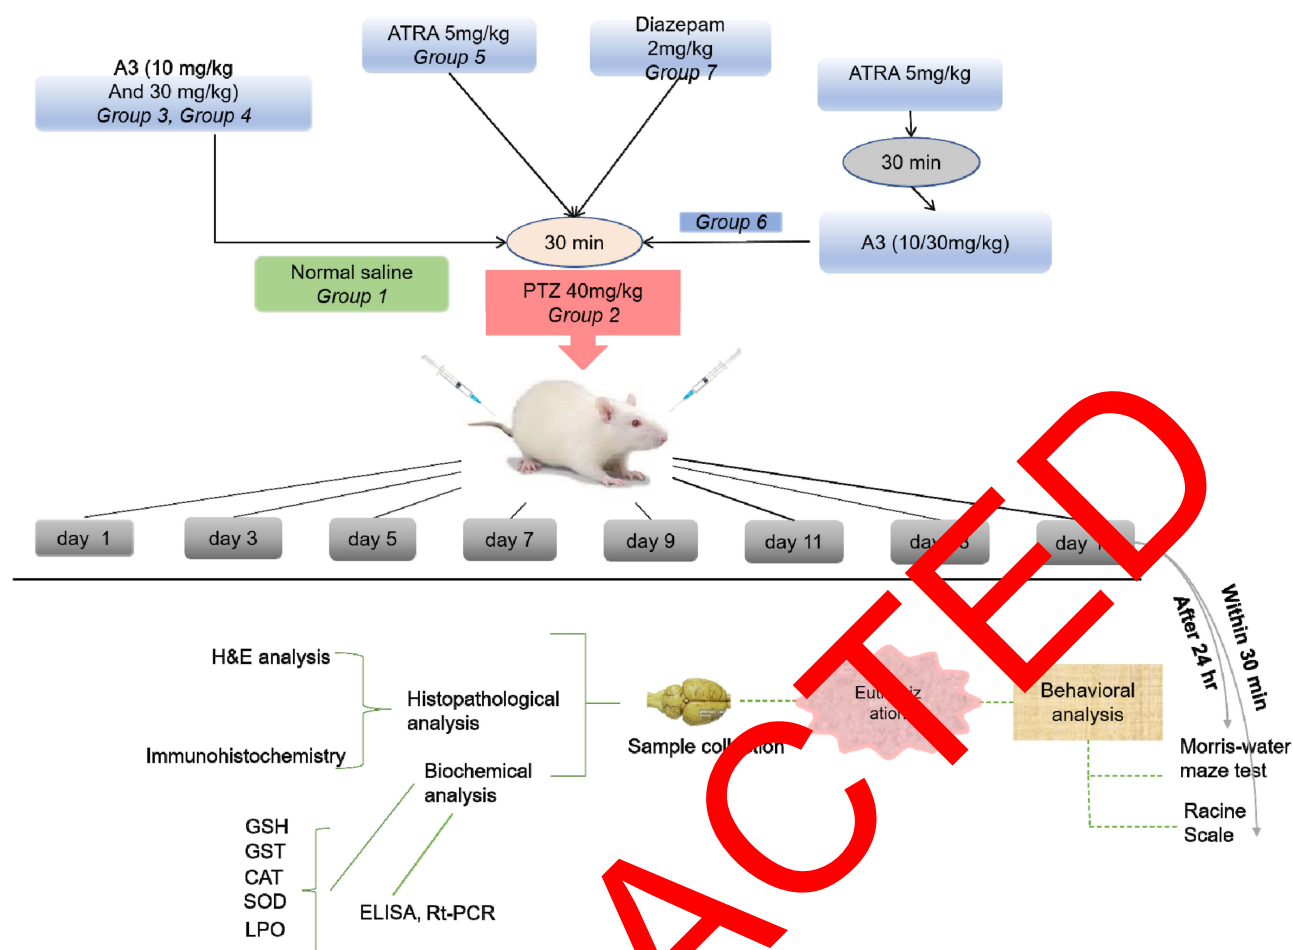 ATRA 5mg/kg
Group 5
Diazepam
2mg/kg
Group 7
A3 (10 mg/kg
And 30 mg/kg)
Group 3, Group 4
ATRA 5mg/kg
30 min
Group 6
30 min
A3 (10/30mg/kg)
Normal saline
Group 1
PTZ 40mg/kg
Group 2
day 1
day 3
day 5
day 7
day 9
day 11
day
day
Within 30 min
After 24 hr
H&E analysis
Histopathological
analysis
Immunohistochemistry
Biochemical
analysis
Sample collection
Behavioral
analysis
Morris-water
maze test
Racine
Scale
GSH
GST
CAT
SOD
LPO
ELISA, Rt-PCR
ACTED